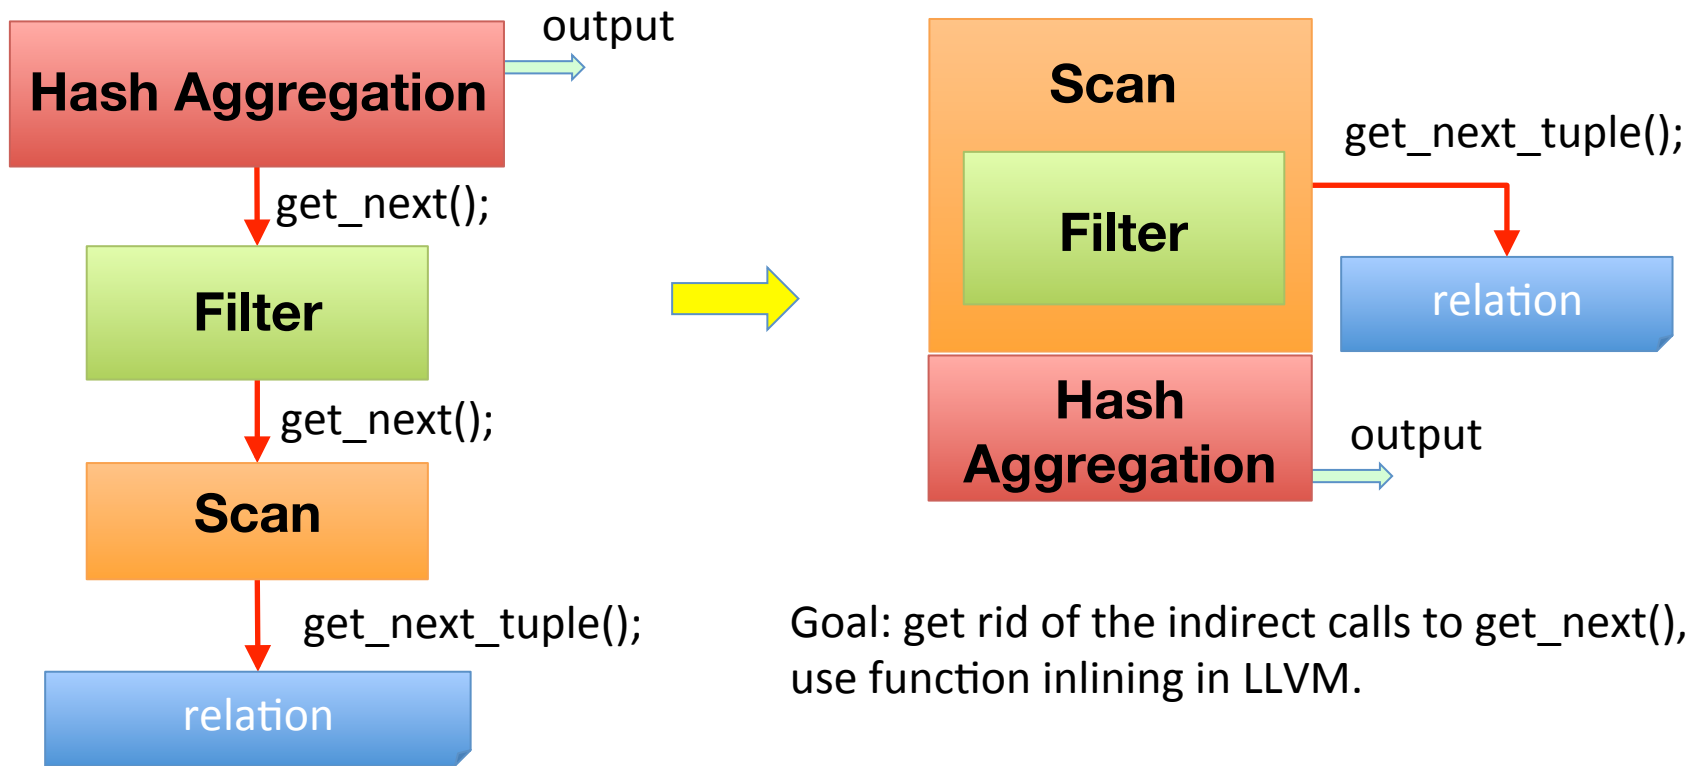 output
Hash Aggregation
get_next();
Filter
get_next();
Scan
get_next_tuple();
relation
Scan
get_next_tuple();
Filter
relation
Hash
Aggregation
output
Goal: get rid of the indirect calls to get_next(),
use function inlining in LLVM.